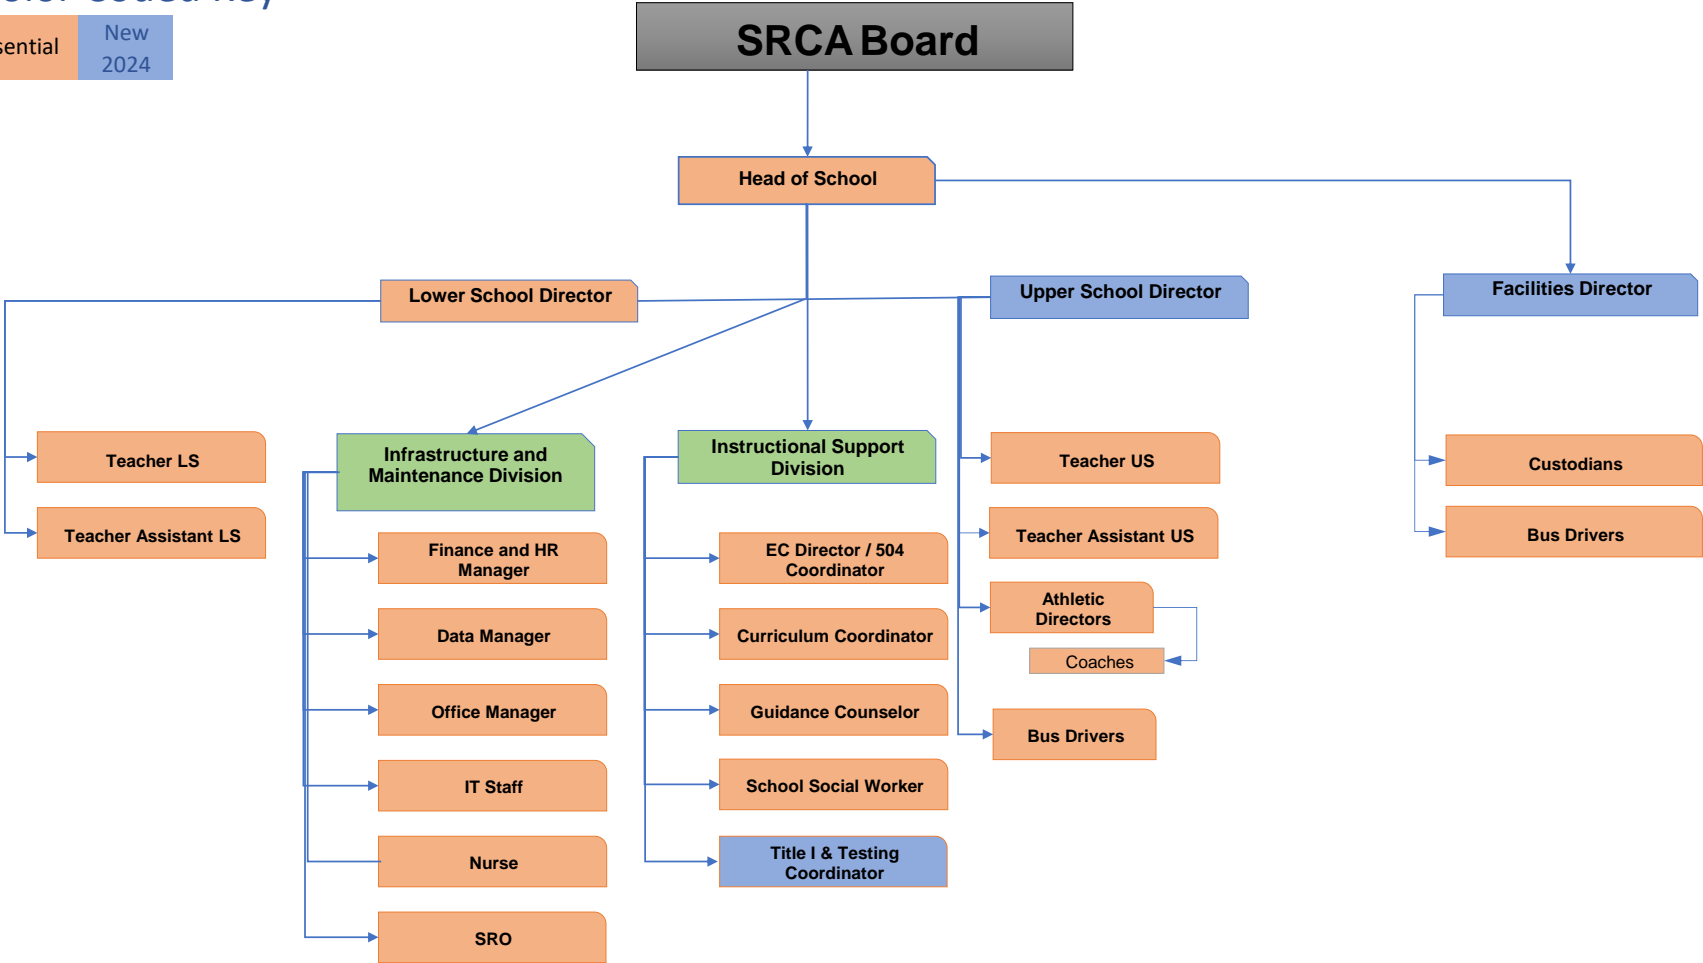 Key
New
2024
SRCA Board
Head of School
Lower School Director
Upper School Director
Facilities Director
Teacher LS
Teacher Assistant LS
Infrastructure and
Maintenance Division
Finance and HR
Manager
Data Manager
Office Manager
IT Staff
Nurse
SRO
Instructional Support
Division
EC Director / 504
Coordinator
Curriculum Coordinator
Guidance Counselor
School Social Worker
Title I & Testing
Coordinator
Teacher US
Teacher Assistant US
Athletic
Directors
Coaches
Bus Drivers
Custodians
Bus Drivers